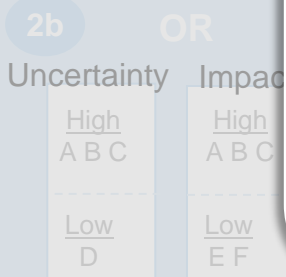 2b OR
Uncertainty Impac
High High
A B C A B C
Low Low
D E F